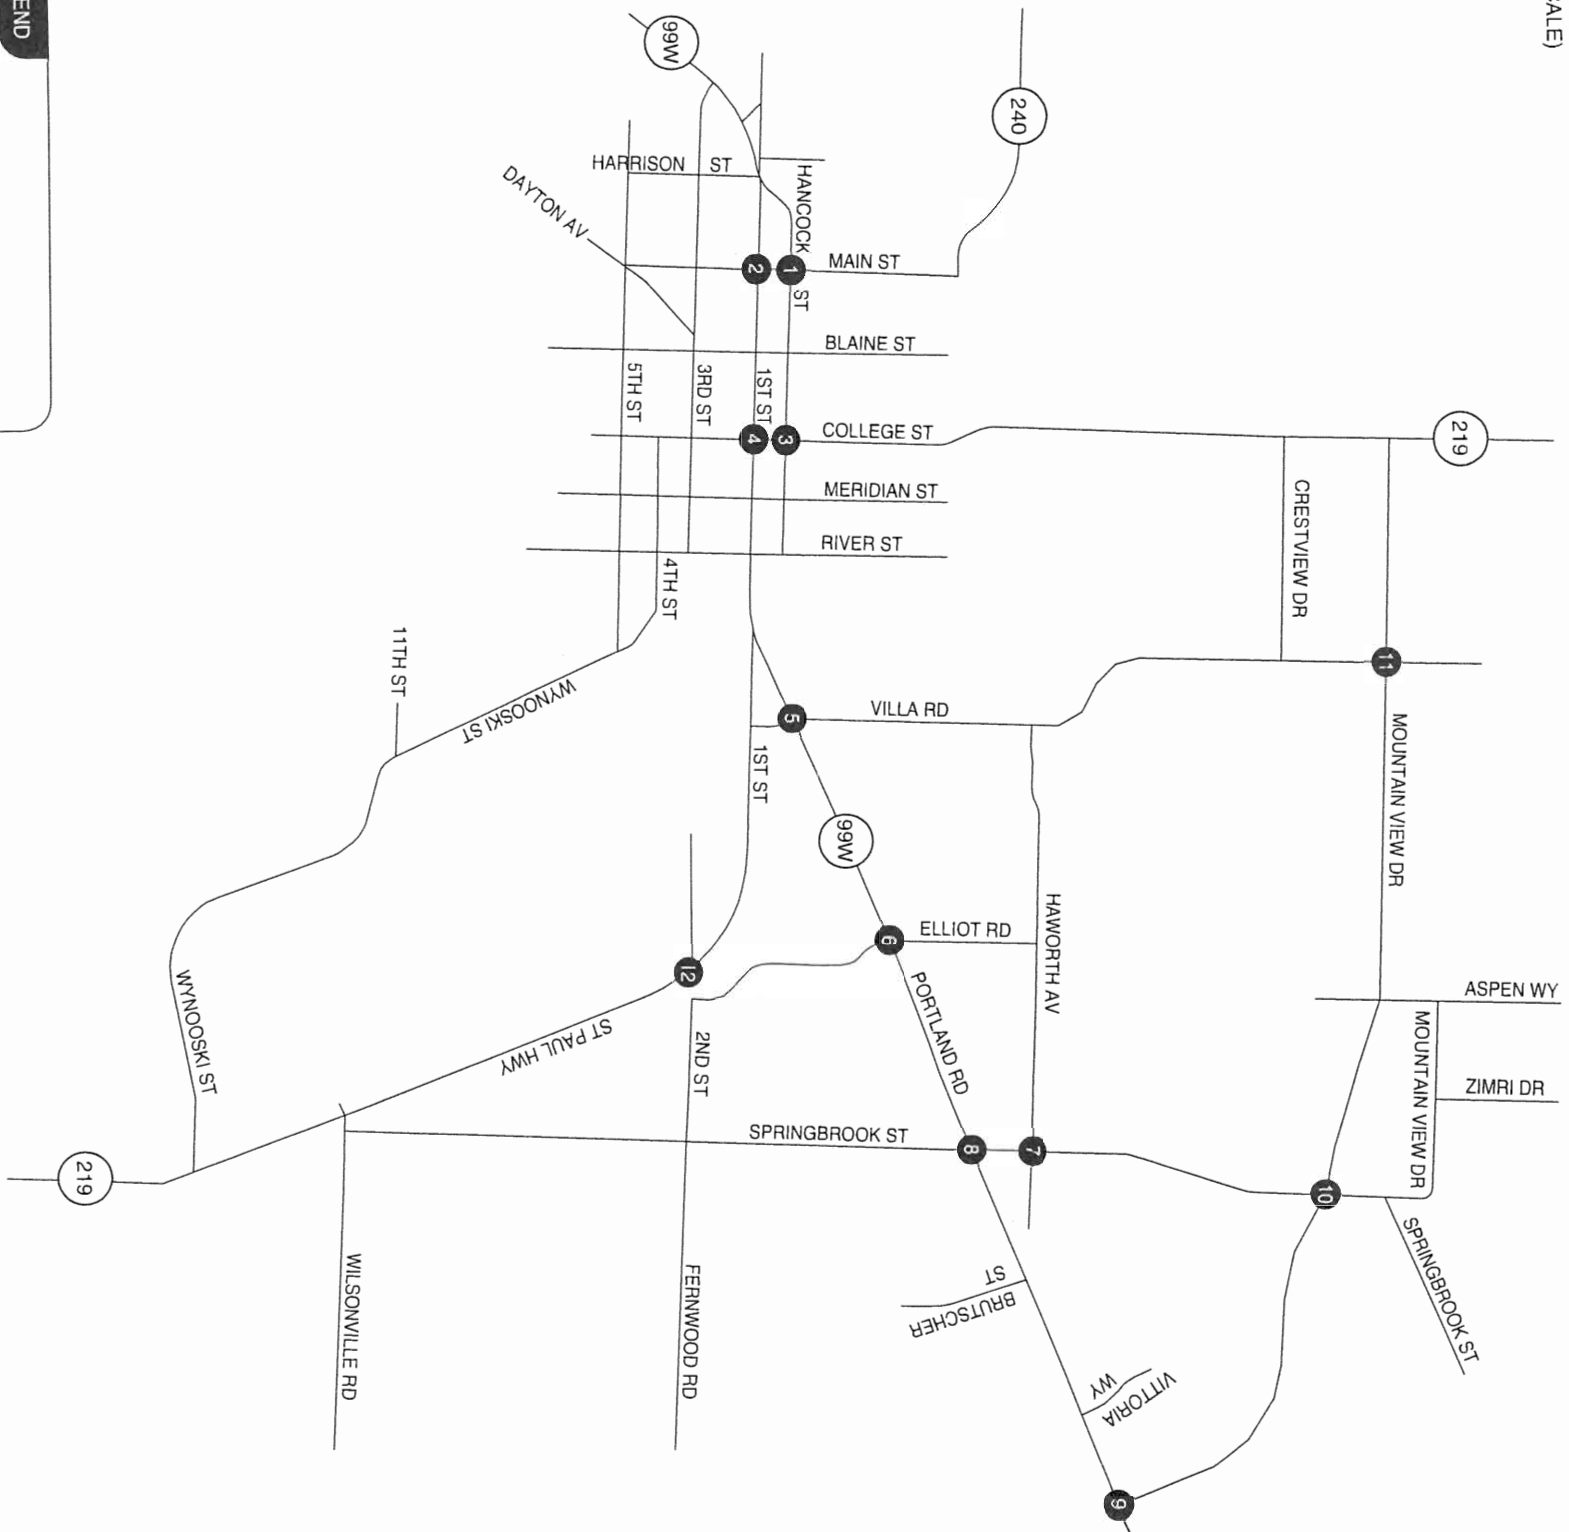 END
CALE)
99W
240
HARRISON ST
HANCOCK ST
DAYTON AV
MAIN ST
2
1
BLAINE ST
5TH ST
3RD ST
1ST ST
4
3
COLLEGE ST
219
MERIDIAN ST
CRESTVIEW DR
RIVER ST
4TH ST
11TH ST
WYNOOSKI ST
11
5
VILLA RD
MOUNTAIN VIEW DR
1ST ST
99W
HAWORTH AV
6
ELLIOT RD
12
WYNOOSKI ST
PORTLAND RD
ASPEN WY
MOUNTAIN VIEW DR
ST PAUL HWY
2ND ST
ZIMRI DR
SPRINGBROOK ST
8
7
219
10
SPRINGBROOK ST
WILSONVILLE RD
FERNWOOD RD
BRUTSCHER
ST
VITTORIA
WY
9